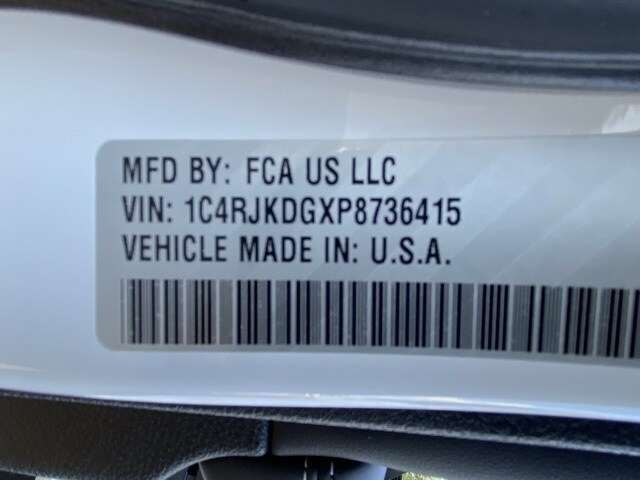 MFD BY: FCA US LLC
VIN: 1C4RJKDGXP8736415
VEHICLE MADE IN: U.S.A.